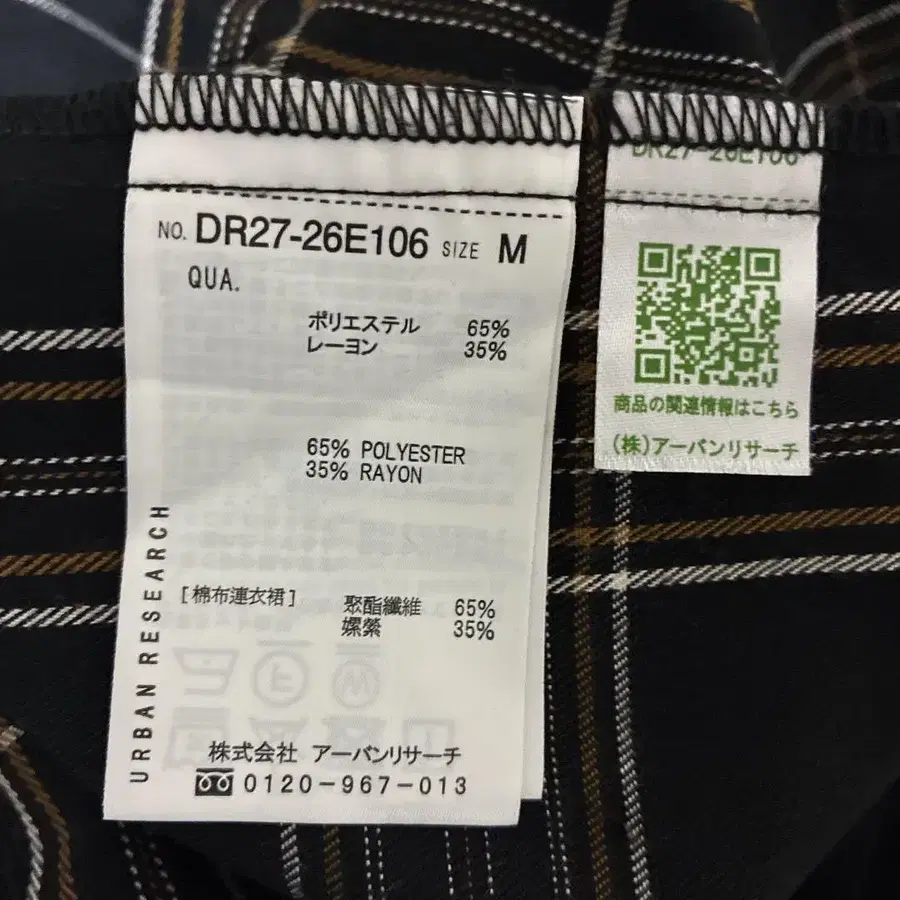 NO. DR27-26E106 SIZE M
QUA.
ポリエステル 65%
レーヨン 35%
65% POLYESTER
35% RAYON
[棉布連衣裙]
聚酯纖維 65%
嫘縈 35%
URBAN RESEARCH
株式会社 アーバンリサーチ
0120-967-013
DR27-26E106
商品の関連情報はこちら
(株)アーバンリサーチ